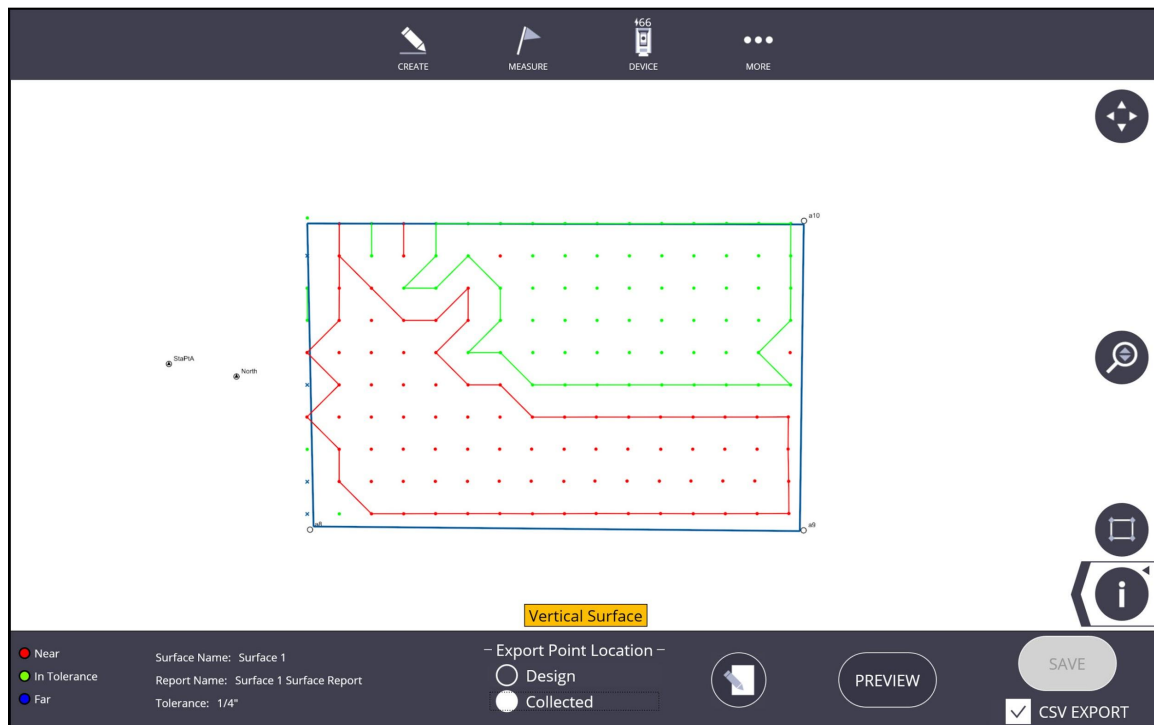 66
CREATE
MEASURE
DEVICE
MORE
a10
StaPtA
North
a8
a9
Vertical Surface
Near
In Tolerance
Far
Surface Name: Surface 1
Report Name: Surface 1 Surface Report
Tolerance: 1/4"
Export Point Location
Design
Collected
PREVIEW
SAVE
CSV EXPORT